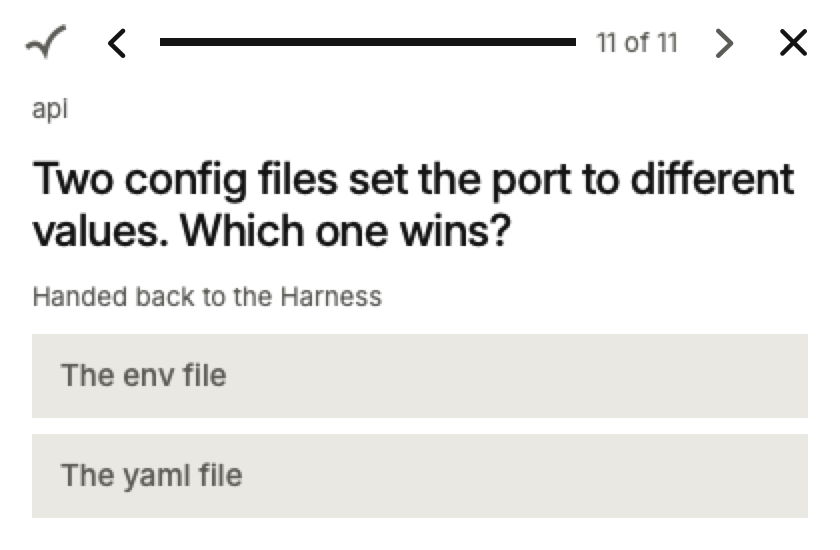 11 of 11
api
Two config files set the port to different
values. Which one wins?
Handed back to the Harness
The env file
The yaml file